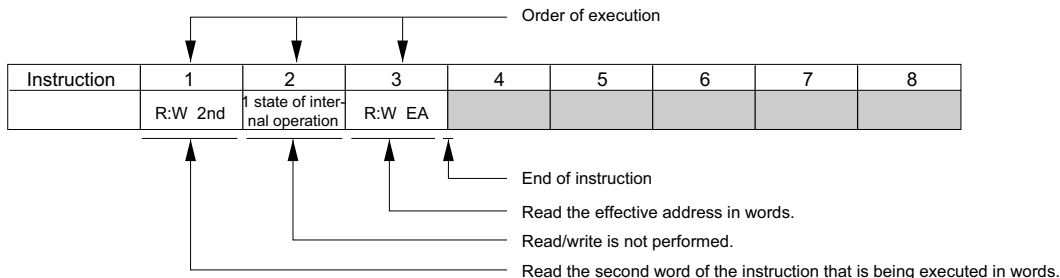 Order of execution
Instruction 1 2 3 4 5 6 7 8
R:W 2nd 1 state of inter-
nal operation R:W EA
End of instruction
Read the effective address in words.
Read/write is not performed.
Read the second word of the instruction that is being executed in words.